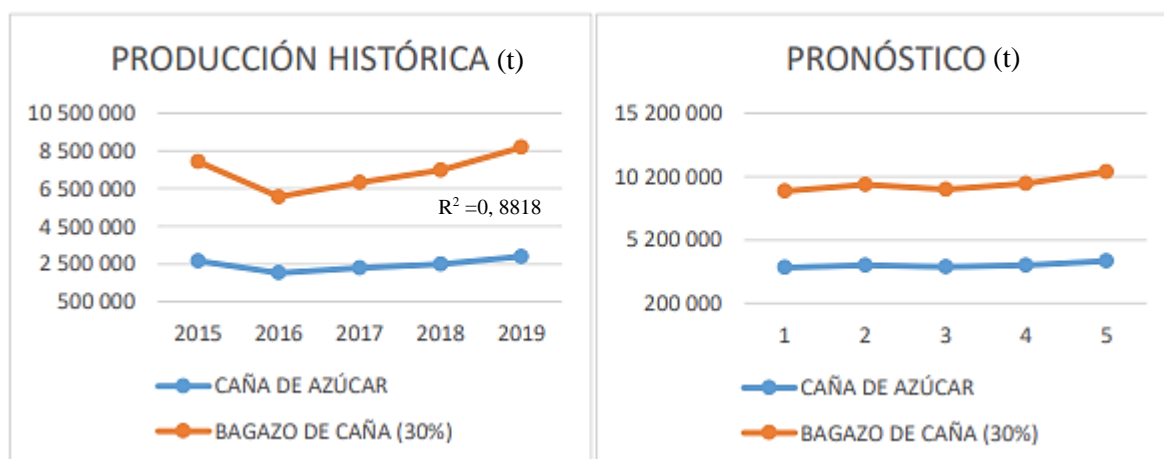 PRODUCCIÓN HISTÓRICA (t)
10 500 000
8 500 000
6 500 000
4 500 000
2 500 000
500 000
R² =0, 8818
2015 2016 2017 2018 2019
CAÑA DE AZÚCAR
BAGAZO DE CAÑA (30%)
PRONÓSTICO (t)
15 200 000
10 200 000
5 200 000
200 000
1 2 3 4 5
CAÑA DE AZÚCAR
BAGAZO DE CAÑA (30%)